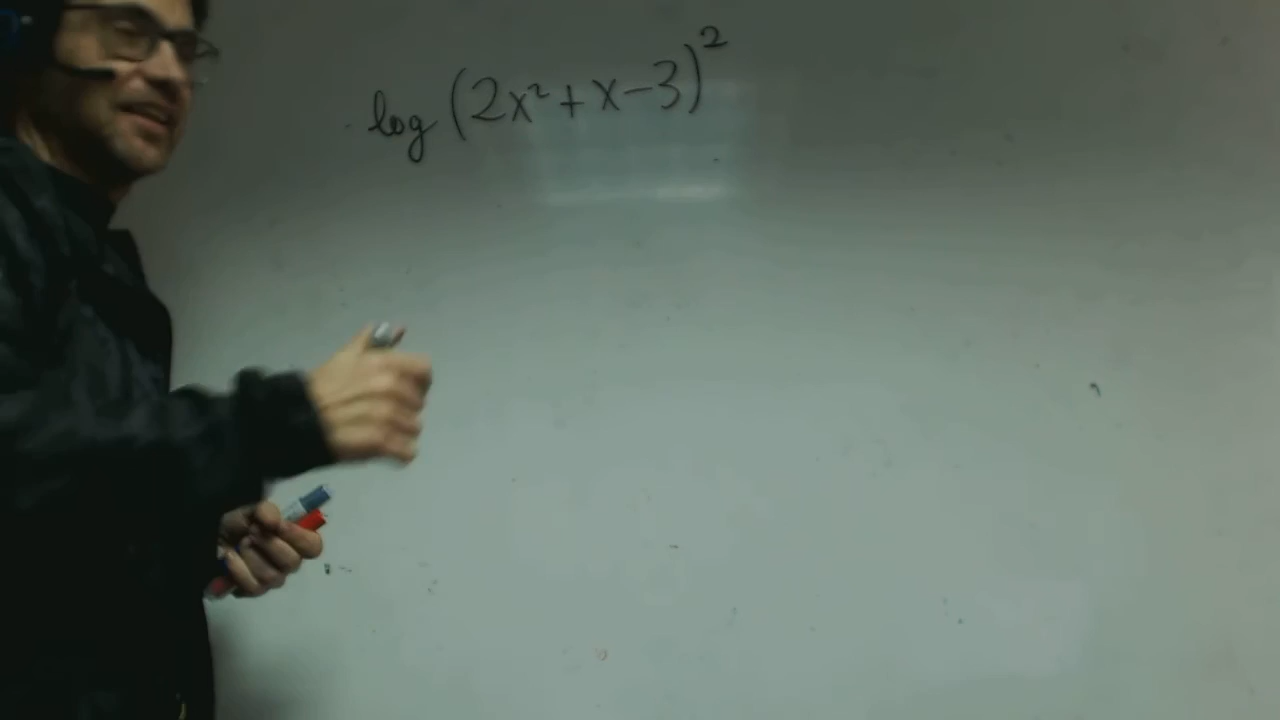 log (2x² + x - 3)²